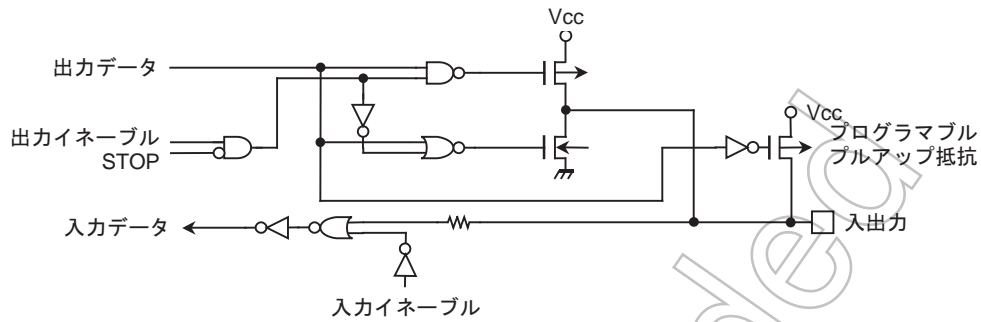 Vcc
出力データ
出力イネーブル
STOP
Vcc
プログラマブル
プルアップ抵抗
入力データ
入出力
入力イネーブル